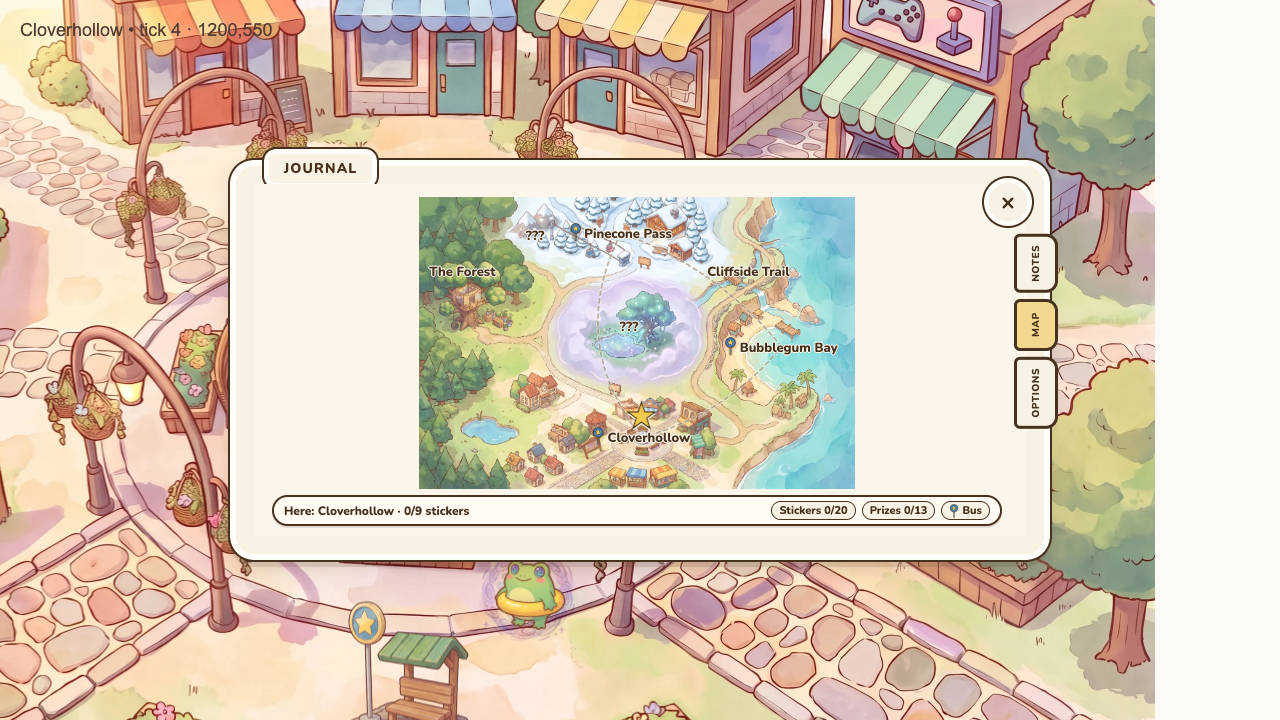 Cloverhollow • tick 4 · 1200,550
JOURNAL
×
???
Pinecone Pass
The Forest
Cliffside Trail
???
Bubblegum Bay
Cloverhollow
NOTES
MAP
OPTIONS
Here: Cloverhollow · 0/9 stickers
Stickers 0/20
Prizes 0/13
Bus